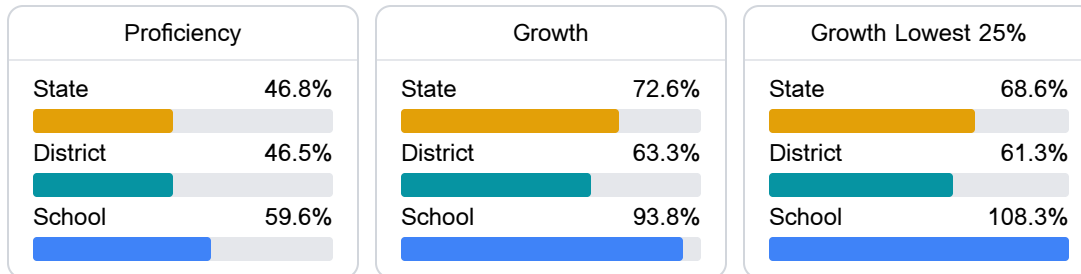 Proficiency
State 46.8%
District 46.5%
School 59.6%
Growth
State 72.6%
District 63.3%
School 93.8%
Growth Lowest 25%
State 68.6%
District 61.3%
School 108.3%